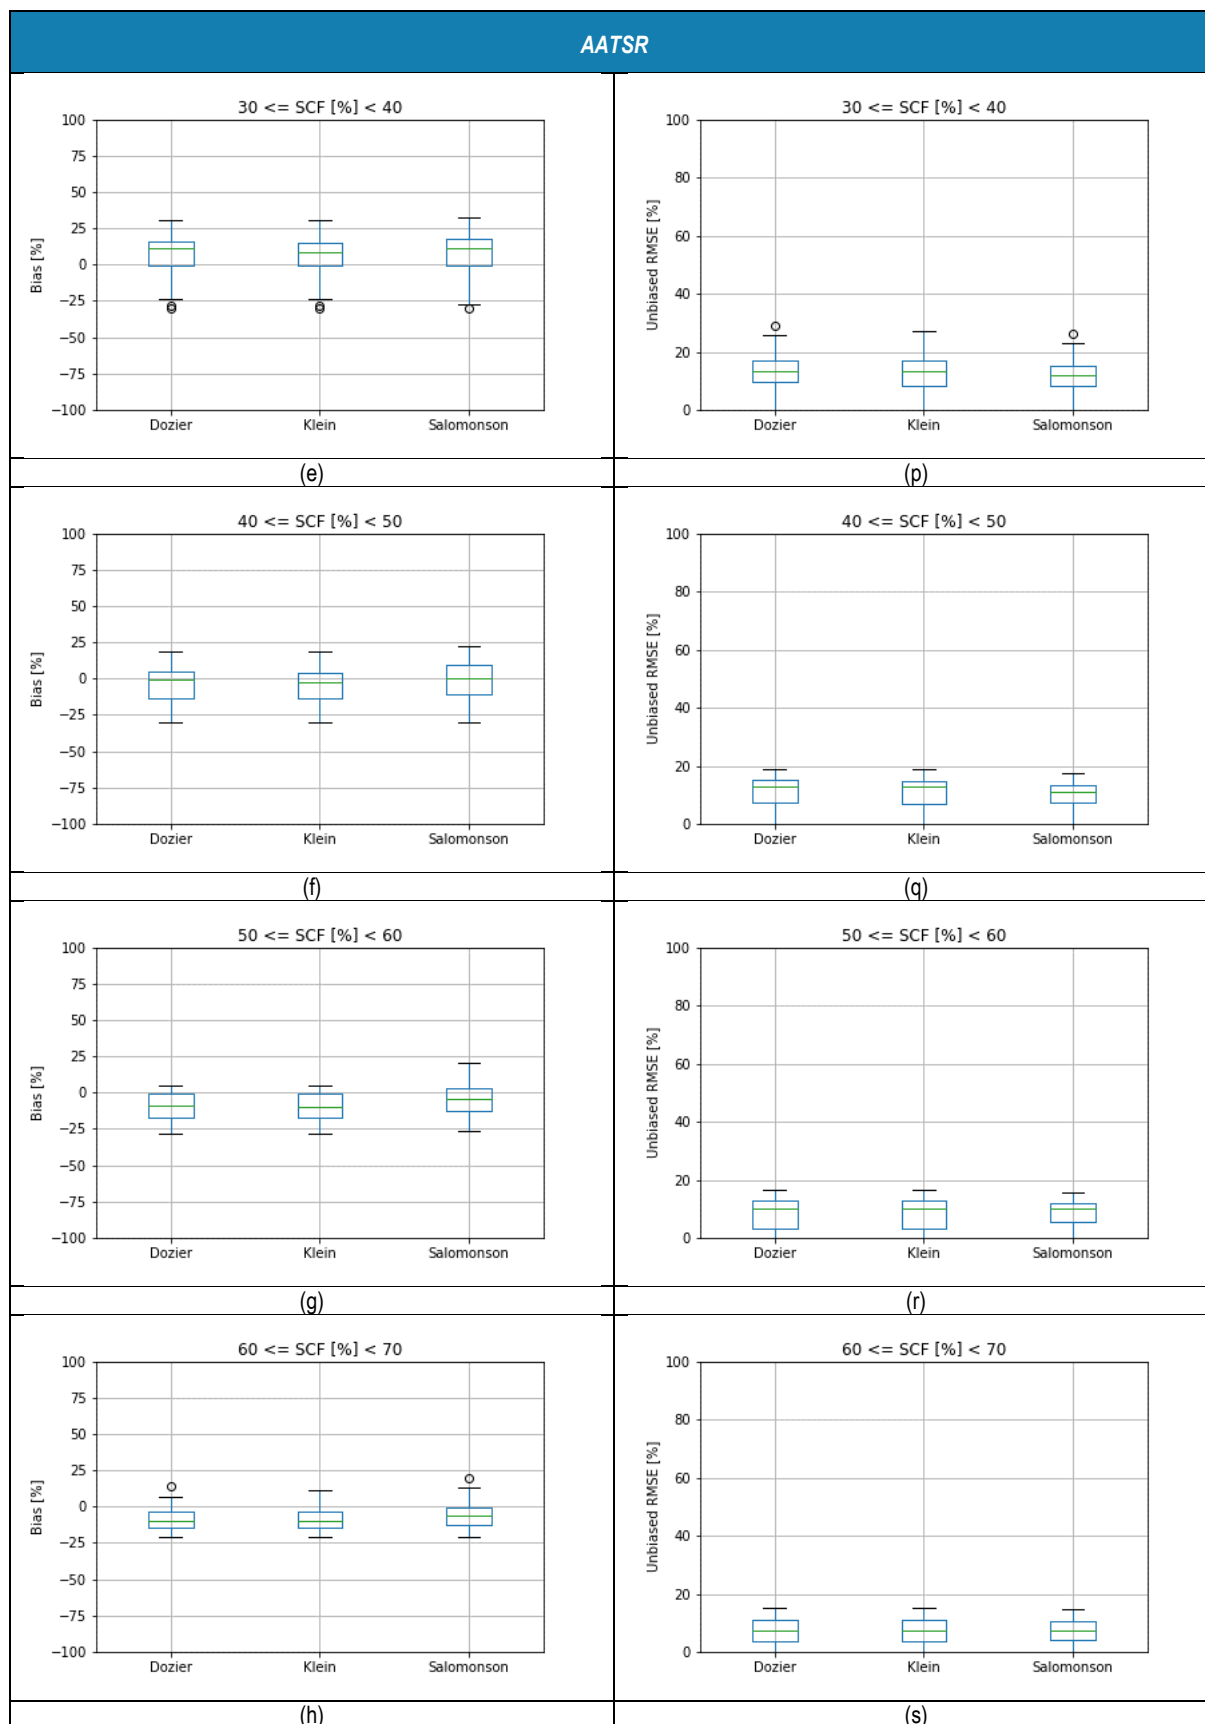 AATSR
30 <= SCF [%] < 40
100
75
50
25
0
−25
−50
−75
−100
Bias [%]
Dozier Klein Salomonson
(e)
30 <= SCF [%] < 40
100
80
60
40
20
0
Unbiased RMSE [%]
Dozier Klein Salomonson
(p)
40 <= SCF [%] < 50
100
75
50
25
0
−25
−50
−75
−100
Bias [%]
Dozier Klein Salomonson
(f)
40 <= SCF [%] < 50
100
80
60
40
20
0
Unbiased RMSE [%]
Dozier Klein Salomonson
(q)
50 <= SCF [%] < 60
100
75
50
25
0
−25
−50
−75
−100
Bias [%]
Dozier Klein Salomonson
(g)
50 <= SCF [%] < 60
100
80
60
40
20
0
Unbiased RMSE [%]
Dozier Klein Salomonson
(r)
60 <= SCF [%] < 70
100
75
50
25
0
−25
−50
−75
−100
Bias [%]
Dozier Klein Salomonson
(h)
60 <= SCF [%] < 70
100
80
60
40
20
0
Unbiased RMSE [%]
Dozier Klein Salomonson
(s)